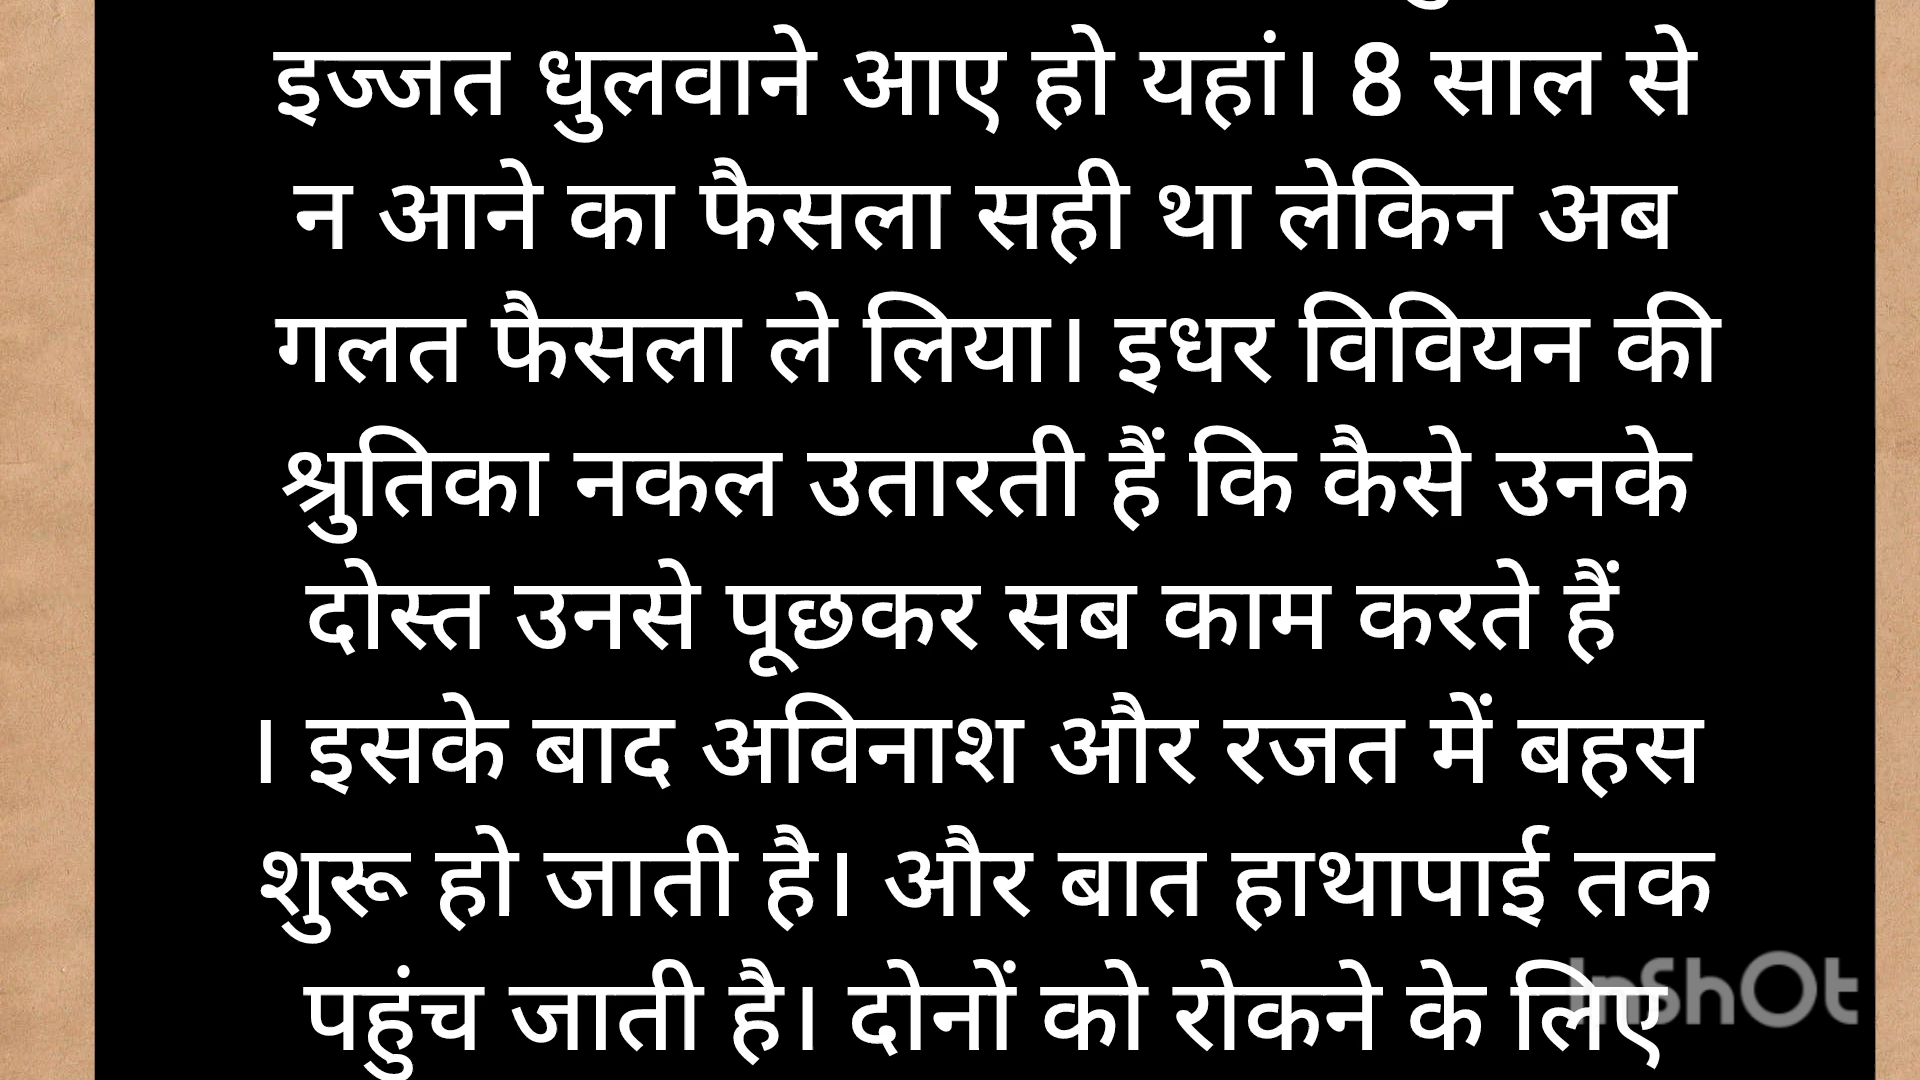 इज्जत धुलवाने आए हो यहां। 8 साल से
न आने का फैसला सही था लेकिन अब
गलत फैसला ले लिया। इधर विवियन की
श्रुतिका नकल उतारती हैं कि कैसे उनके
दोस्त उनसे पूछकर सब काम करते हैं
। इसके बाद अविनाश और रजत में बहस
शुरू हो जाती है। और बात हाथापाई तक
पहुंच जाती है। दोनों को रोकने के लिए
InShOt